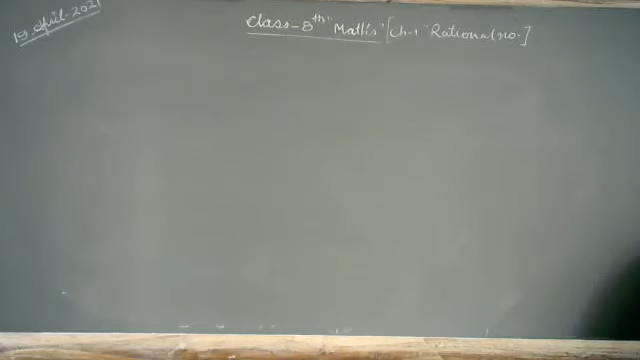 19. april. 2021
Class-8th "Maths" [Ch-1 "Rational no.]